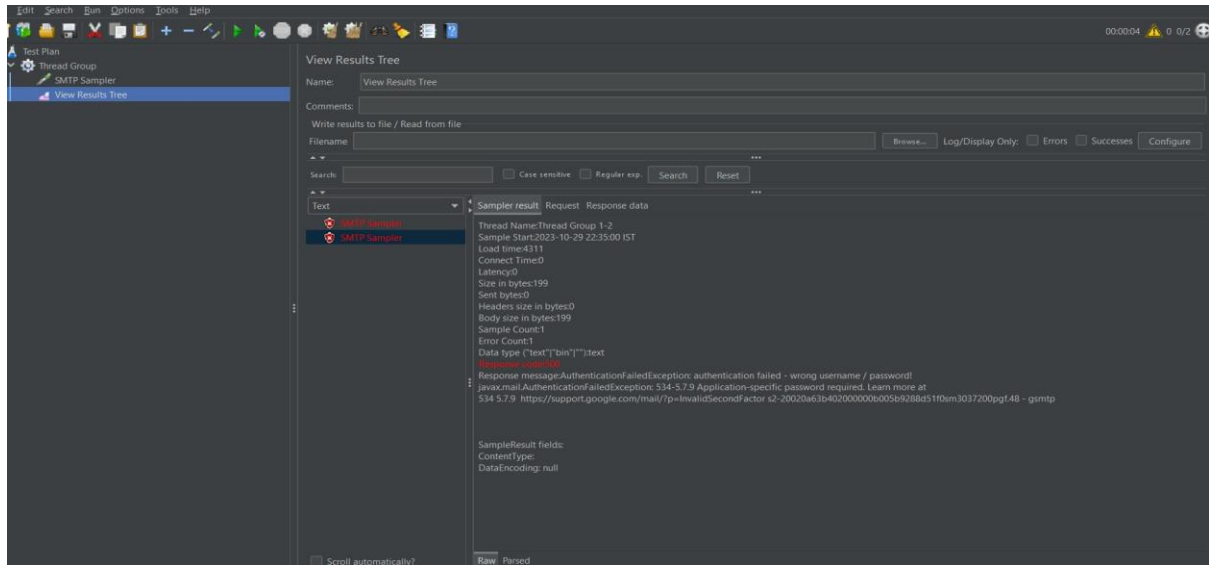 Edit Search Run Options Tools Help
00:00:04 0 0/2
Test Plan
Thread Group
SMTP Sampler
View Results Tree
View Results Tree
Name: View Results Tree
Comments:
Write results to file / Read from file
Filename Browse... Log/Display Only: Errors Successes Configure
Search: Case sensitive Regular exp. Search Reset
Text
SMTP Sampler
SMTP Sampler
Sampler result Request Response data
Thread Name:Thread Group 1-2
Sample Start:2023-10-29 22:35:00 IST
Load time:4311
Connect Time:0
Latency:0
Size in bytes:199
Sent bytes:0
Headers size in bytes:0
Body size in bytes:199
Sample Count:1
Error Count:1
Data type ("text"|"bin"|""):text
Response code:500
Response message:AuthenticationFailedException: authentication failed - wrong username / password!
javax.mail.AuthenticationFailedException: 534-5.7.9 Application-specific password required. Learn more at
534 5.7.9 https://support.google.com/mail/?p=InvalidSecondFactor s2-20020a63b402000000b005b9288d51f0sm3037200pgf.48 - gsmtp
SampleResult fields:
ContentType:
DataEncoding: null
Scroll automatically?
Raw Parsed